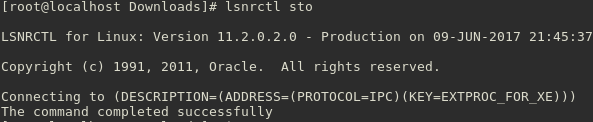 [root@localhost Downloads]# lsnrctl sto
LSNRCTL for Linux: Version 11.2.0.2.0 - Production on 09-JUN-2017 21:45:37
Copyright (c) 1991, 2011, Oracle.  All rights reserved.
Connecting to (DESCRIPTION=(ADDRESS=(PROTOCOL=IPC)(KEY=EXTPROC_FOR_XE)))
The command completed successfully